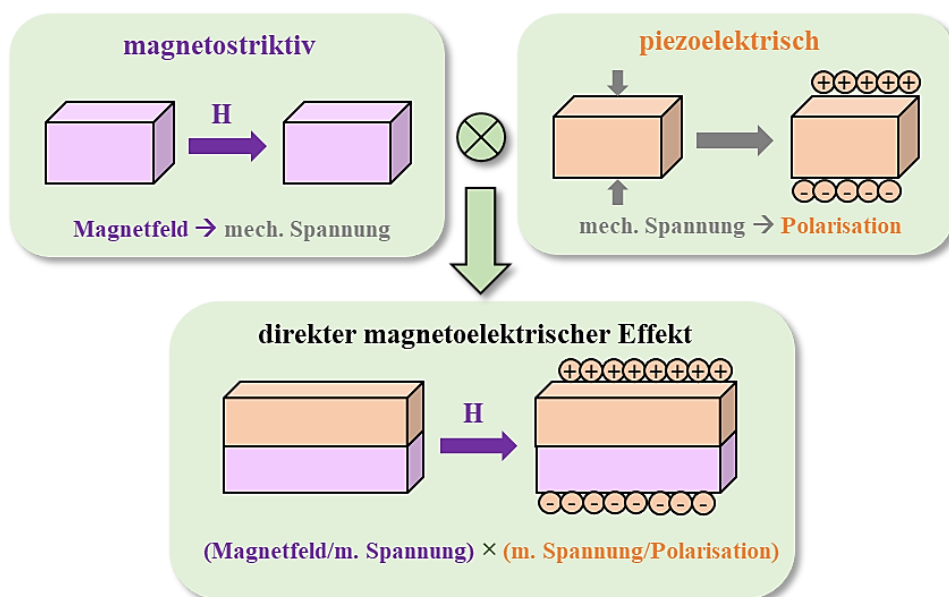 magnetostriktiv
H
Magnetfeld → mech. Spannung
piezoelektrisch
+ + + + +
- - - - -
mech. Spannung → Polarisation
direkter magnetoelektrischer Effekt
+ + + + + + + +
H
- - - - - - - -
(Magnetfeld/m. Spannung) × (m. Spannung/Polarisation)